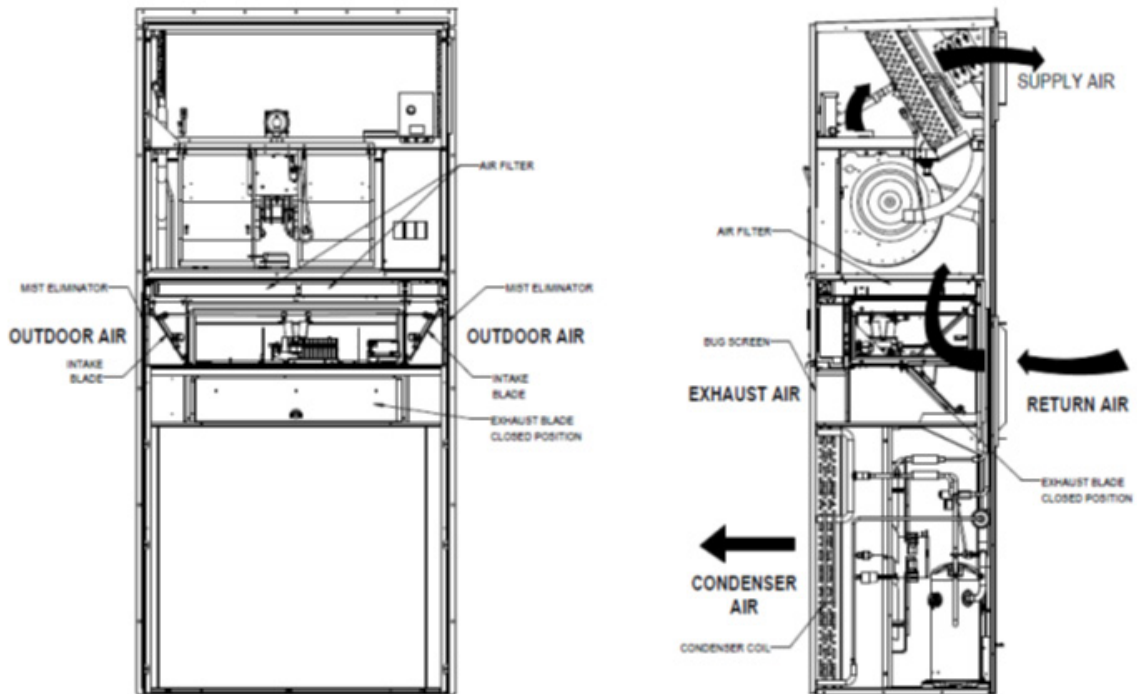 AIR FILTER
MIST ELIMINATOR
OUTDOOR AIR
INTAKE
BLADE
MIST ELIMINATOR
OUTDOOR AIR
INTAKE
BLADE
EXHAUST BLADE
CLOSED POSITION
SUPPLY AIR
AIR FILTER
BUG SCREEN
EXHAUST AIR
RETURN AIR
EXHAUST BLADE
CLOSED POSITION
CONDENSER
AIR
CONDENSER COIL